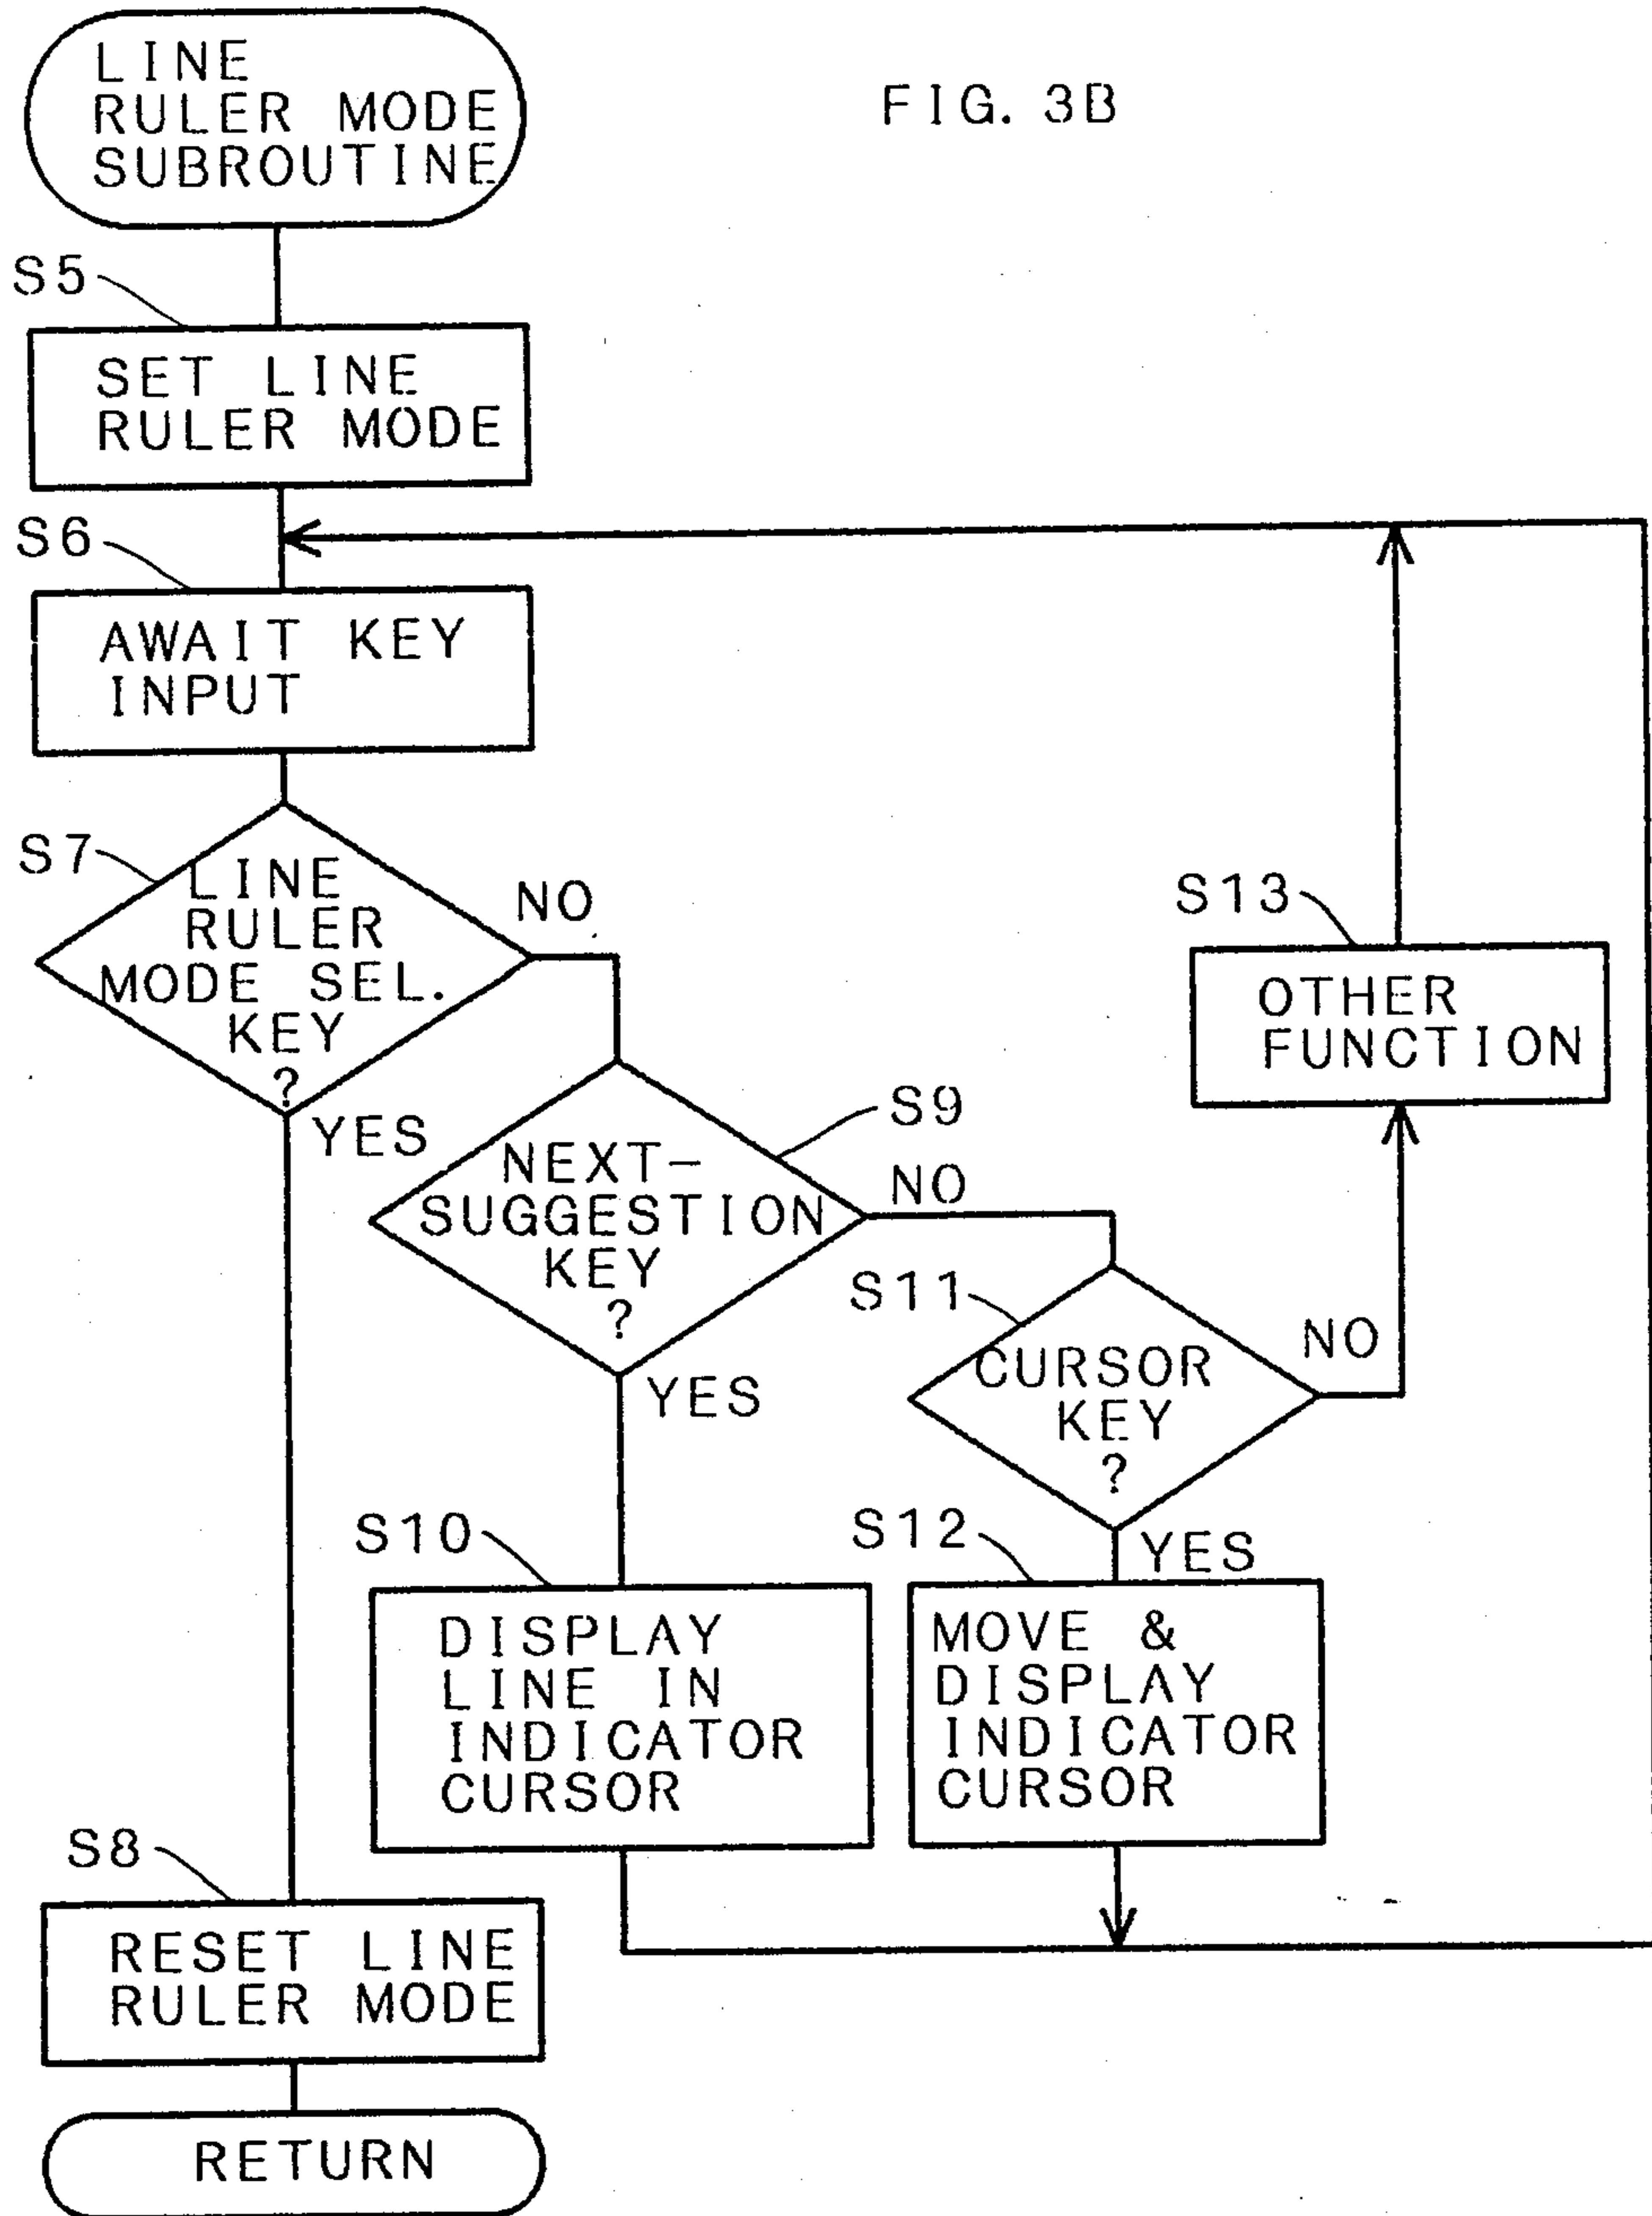 LINE
RULER MODE
SUBROUTINE
FIG. 3B
S5
SET LINE
RULER MODE
S6
AWAIT KEY
INPUT
S7
LINE
RULER
MODE SEL.
KEY
?
NO
YES
S13
OTHER
FUNCTION
S9
NEXT-
SUGGESTION
KEY
?
NO
YES
S11
CURSOR
KEY
?
NO
YES
S10
DISPLAY
LINE IN
INDICATOR
CURSOR
S12
MOVE &
DISPLAY
INDICATOR
CURSOR
S8
RESET LINE
RULER MODE
RETURN